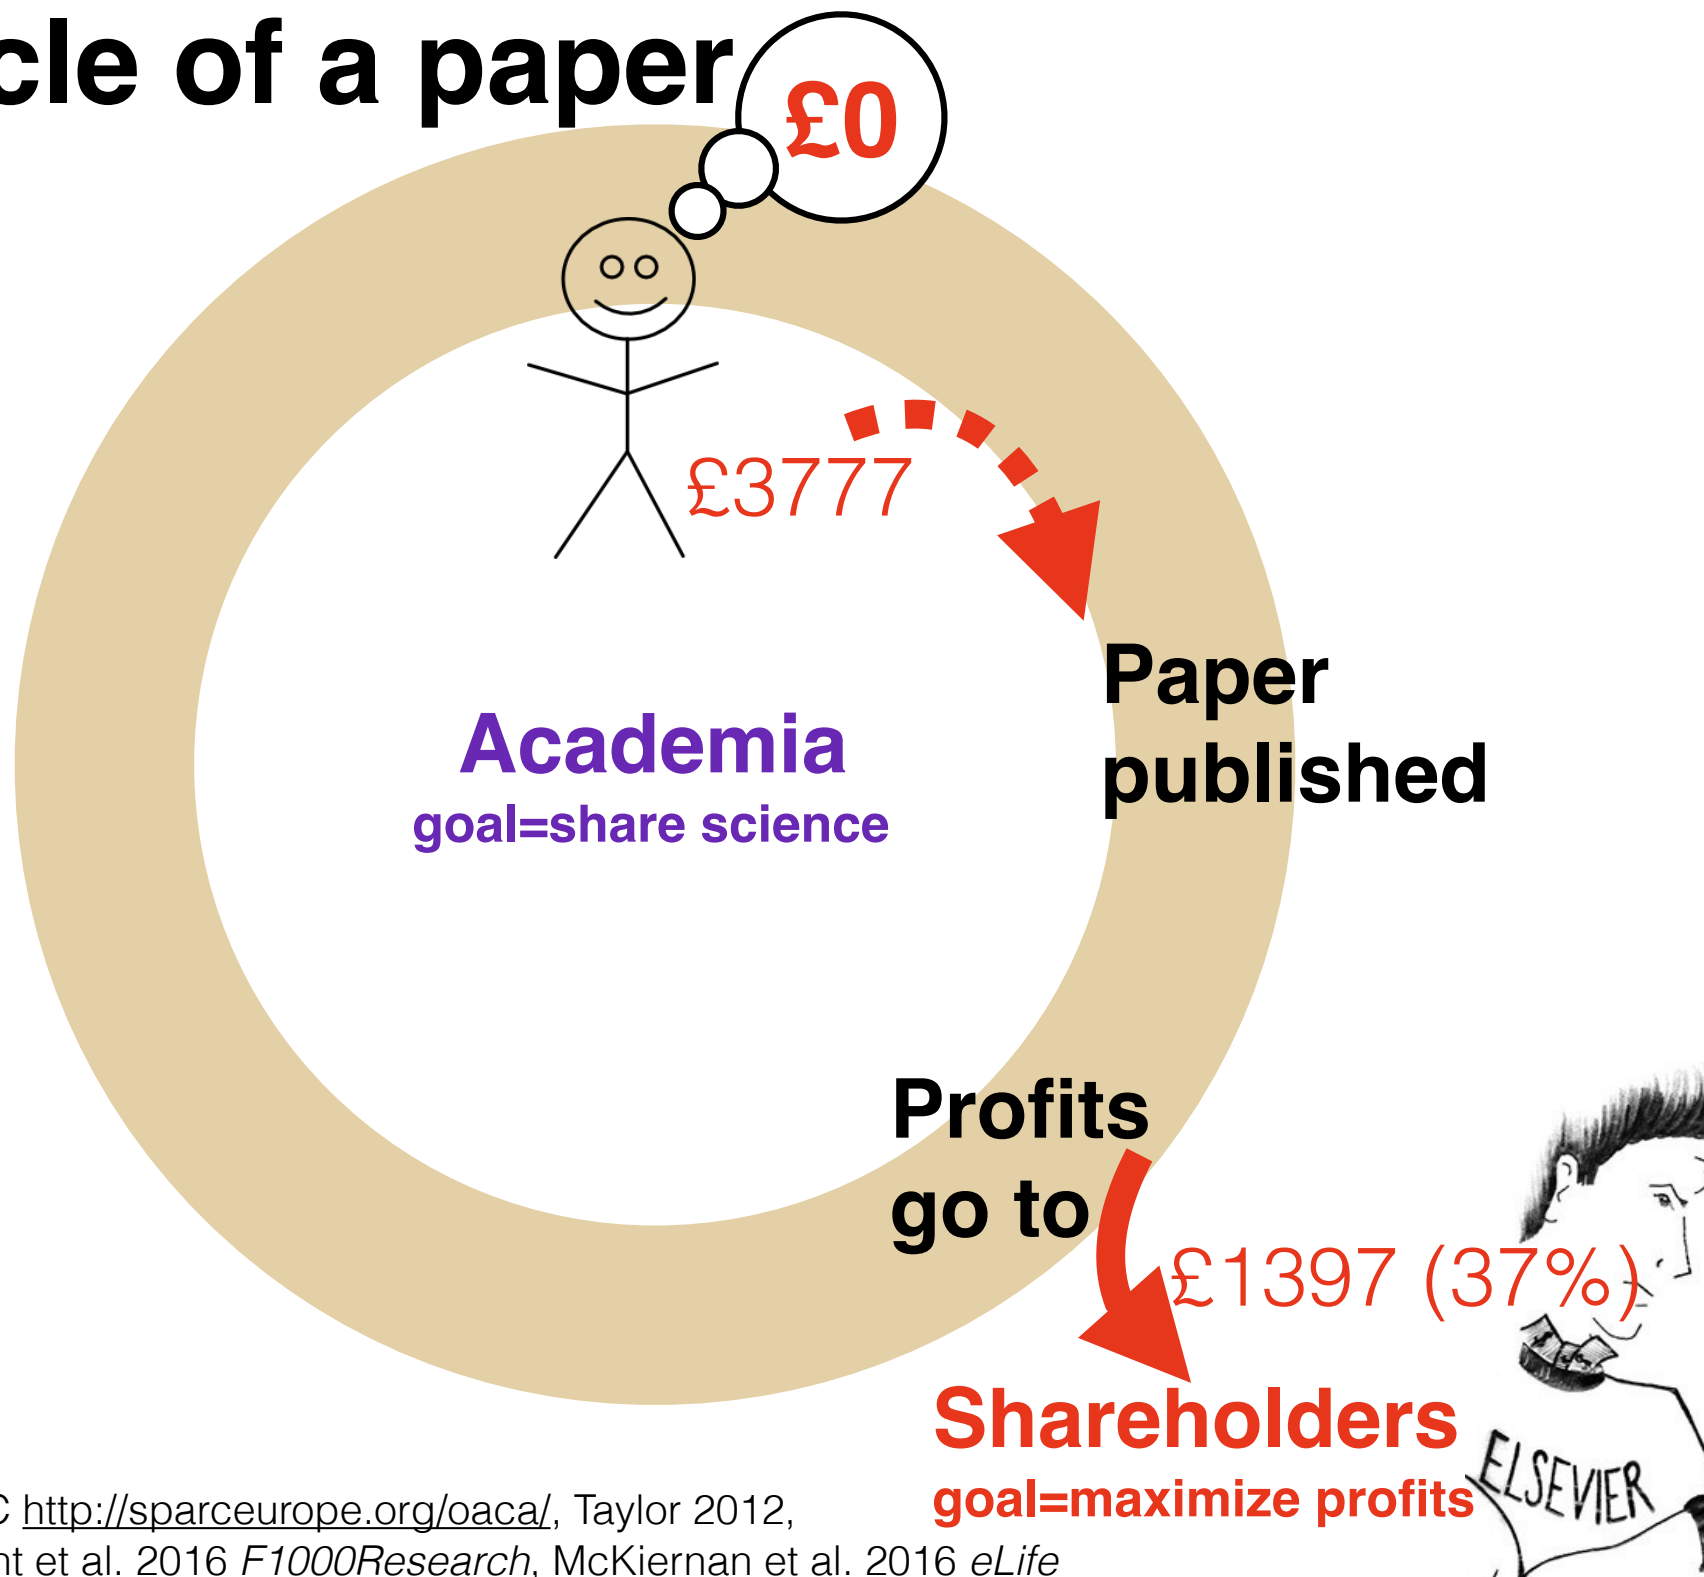 cle of a paper
£0
£3777
Paper
published
Academia
goal=share science
Profits
go to
£1397 (37%)
Shareholders
goal=maximize profits
ELSEVIER
C http://sparceurope.org/oaca/, Taylor 2012,
nt et al. 2016 F1000Research, McKiernan et al. 2016 eLife